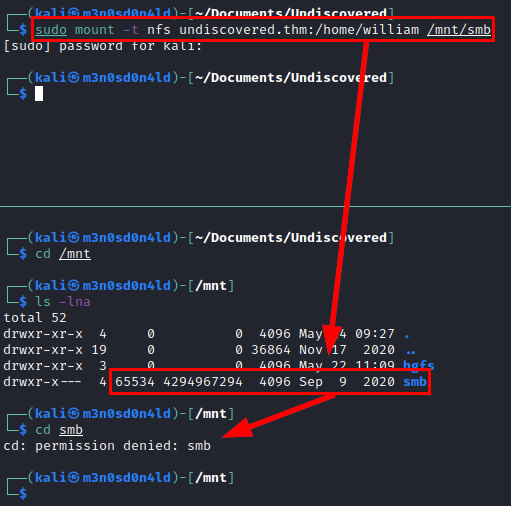 ┌──(kali㉿m3n0sd0n4ld)-[~/Documents/Undiscovered]
└─$ sudo mount -t nfs undiscovered.thm:/home/william /mnt/smb
[sudo] password for kali:
┌──(kali㉿m3n0sd0n4ld)-[~/Documents/Undiscovered]
└─$
┌──(kali㉿m3n0sd0n4ld)-[~/Documents/Undiscovered]
└─$ cd /mnt
┌──(kali㉿m3n0sd0n4ld)-[/mnt]
└─$ ls -lna
total 52
drwxr-xr-x 4 0 0 4096 May 09:27 .
drwxr-xr-x 19 0 0 36864 Nov 17 2020 ..
drwxr-xr-x 3 0 0 4096 May 22 11:09 hgfs
drwxr-x--- 4 65534 4294967294 4096 Sep 9 2020 smb
┌──(kali㉿m3n0sd0n4ld)-[/mnt]
└─$ cd smb
cd: permission denied: smb
┌──(kali㉿m3n0sd0n4ld)-[/mnt]
└─$